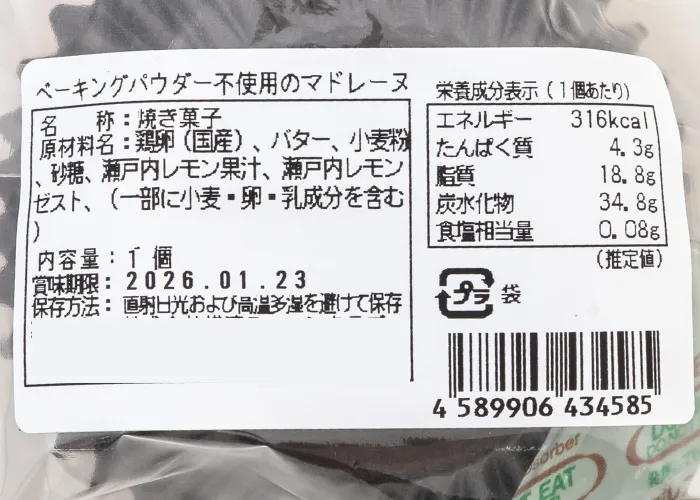 ベーキングパウダー不使用のマドレーヌ
名　　称：焼き菓子
原材料名：鶏卵（国産）、バター、小麦粉
、砂糖、瀬戸内レモン果汁、瀬戸内レモン
ゼスト、（一部に小麦・卵・乳成分を含む
）
内容量：1個
賞味期限：2026.01.23
保存方法：直射日光および高温多湿を避けて保存
栄養成分表示（1個あたり）
エネルギー 316kcal
たんぱく質 4.3g
脂質 18.8g
炭水化物 34.8g
食塩相当量 0.08g
（推定値）
プラ 袋
4 589906 434585
EAT